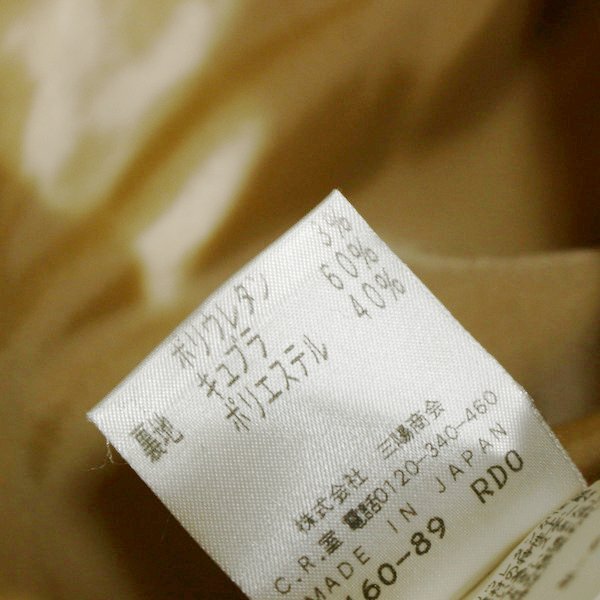 ポリウレタン 3%
裏地 キュプラ 60%
ポリエステル 40%
株式会社 三陽商会
C.R.室 電話0120-340-460
MADE IN JAPAN
160-89 RDO